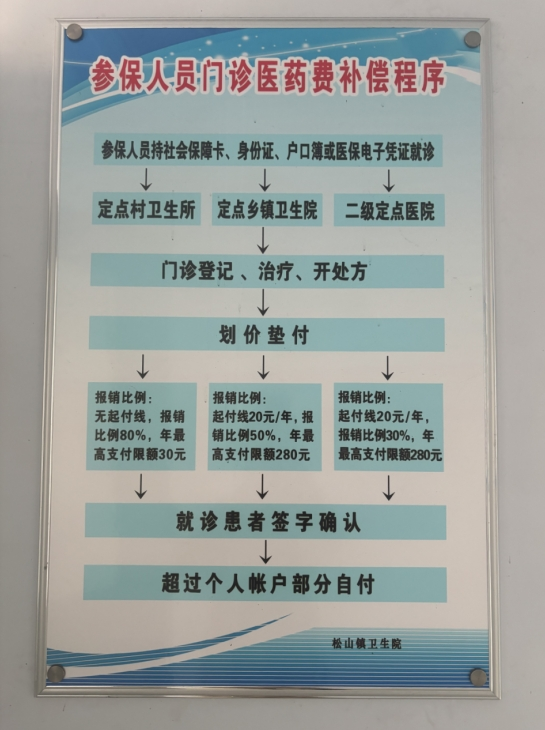 参保人员门诊医药费补偿程序
参保人员持社会保障卡、身份证、户口簿或医保电子凭证就诊
定点村卫生所
定点乡镇卫生院
二级定点医院
门诊登记、治疗、开处方
划价垫付
报销比例：
无起付线，报销
比例80%，年最
高支付限额30元
报销比例：
起付线20元/年，报
销比例50%，年最
高支付限额280元
报销比例：
起付线20元/年，
报销比例30%，年
最高支付限额280元
就诊患者签字确认
超过个人帐户部分自付
松山镇卫生院